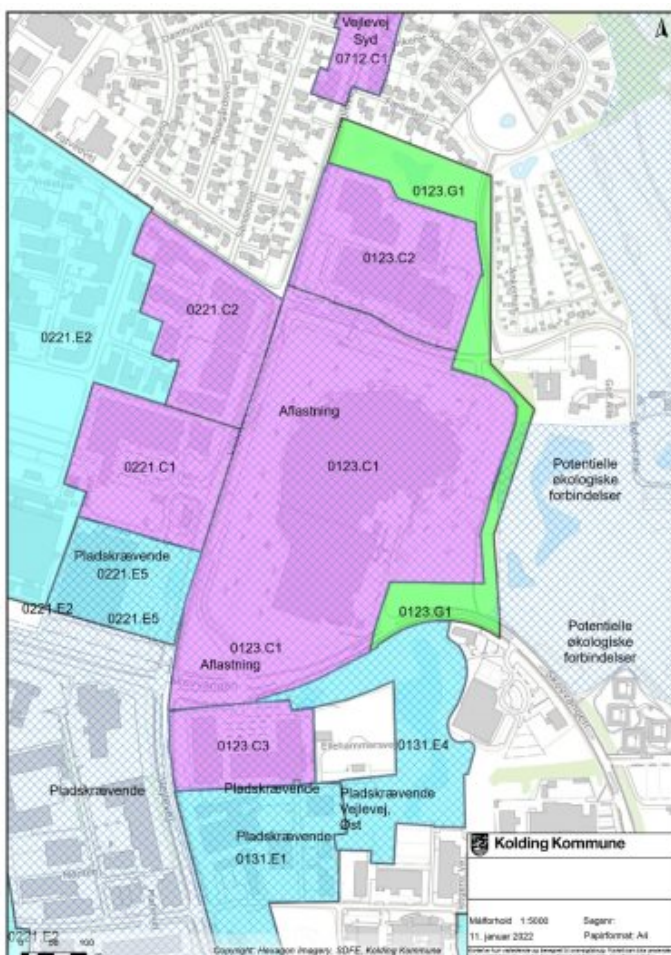 Vejlevej
Syd
0712.C1
0123.G1
0123.C2
0221.C2
0221.E2
Aflastning
0123.C1
0221.C1
Potentielle
økologiske
forbindelser
Pladskrævende
0221.E5
0221.E2
0221.E5
0123.G1
0123.C1
Aflastning
Potentielle
økologiske
forbindelser
Skovvangen
0123.C3
Ellehammersvej
0131.E4
Pladskrævende
Pladskrævende
Pladskrævende
Vejlevej,
Øst
Pladskrævende
0131.E1
Kolding Kommune
Målforhold 1:5000
Sagsnr:
11. januar 2022
Papirformat: A4
0221.E2
100
Copyright: Hexagon Imagery, SDFE, Kolding Kommune